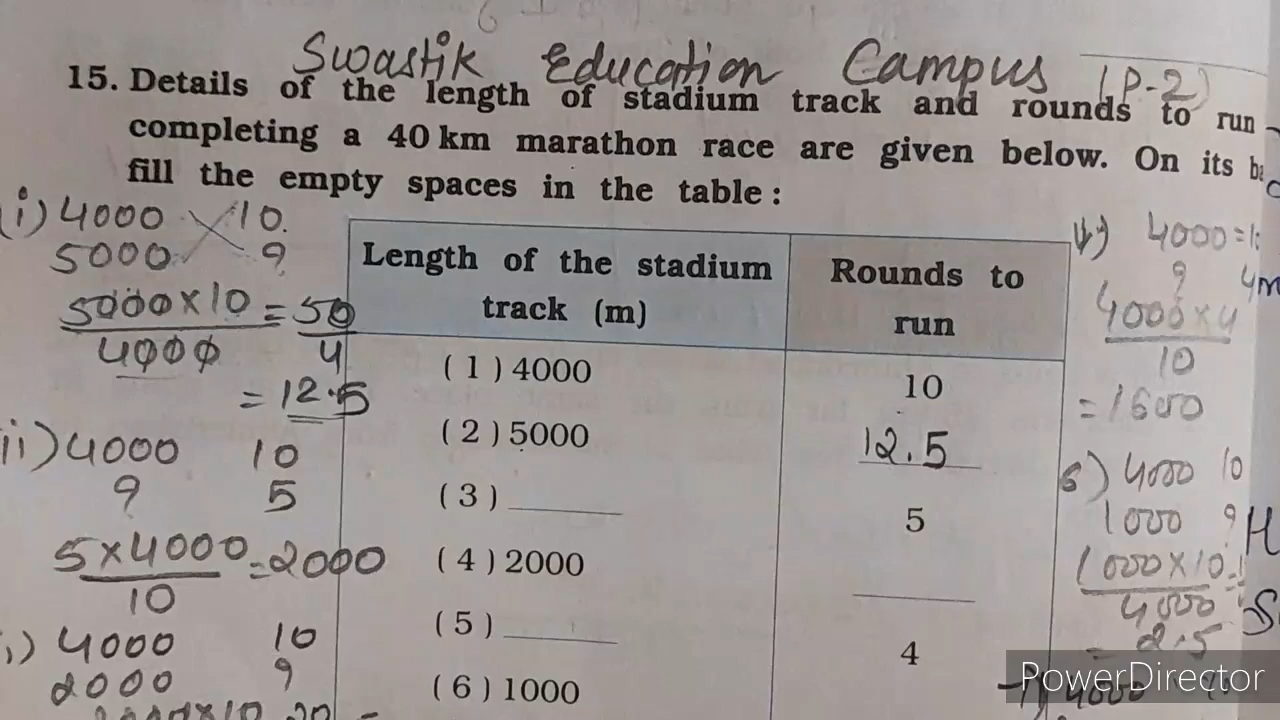 Swastik Education Campus (P-2)
15. Details of the length of stadium track and rounds to run
completing a 40 km marathon race are given below. On its
fill the empty spaces in the table :
i) 4000 10.
5000 9
5000×10 = 50
4000 4
= 12.5
ii) 4000 10
9 5
5×4000 = 2000
10
4000 10
2000 9
Length of the stadium track (m)
Rounds to run
(1) 4000 10
(2) 5000 12.5
(3) ______ 5
(4) 2000 ______
(5) ______ 4
(6) 1000
4000 =
9 4
4000×4
10
= 1600
6) 4000 10
1000 9
1000×10
4000
= 2.5
4000
H
PowerDirector